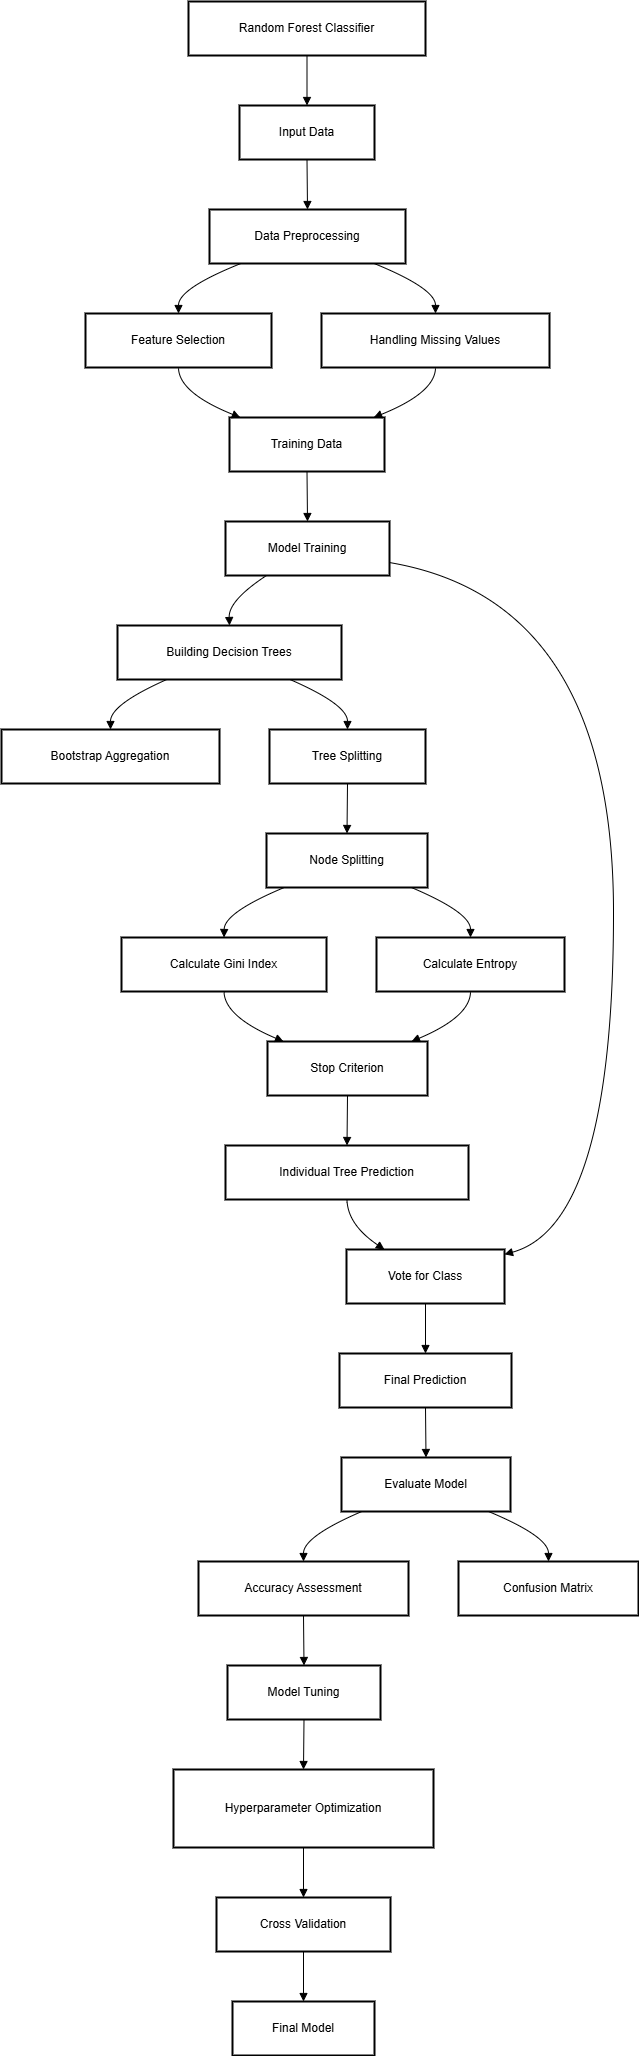 Random Forest Classifier
Input Data
Data Preprocessing
Feature Selection
Handling Missing Values
Training Data
Model Training
Building Decision Trees
Bootstrap Aggregation
Tree Splitting
Node Splitting
Calculate Gini Index
Calculate Entropy
Stop Criterion
Individual Tree Prediction
Vote for Class
Final Prediction
Evaluate Model
Accuracy Assessment
Confusion Matrix
Model Tuning
Hyperparameter Optimization
Cross Validation
Final Model